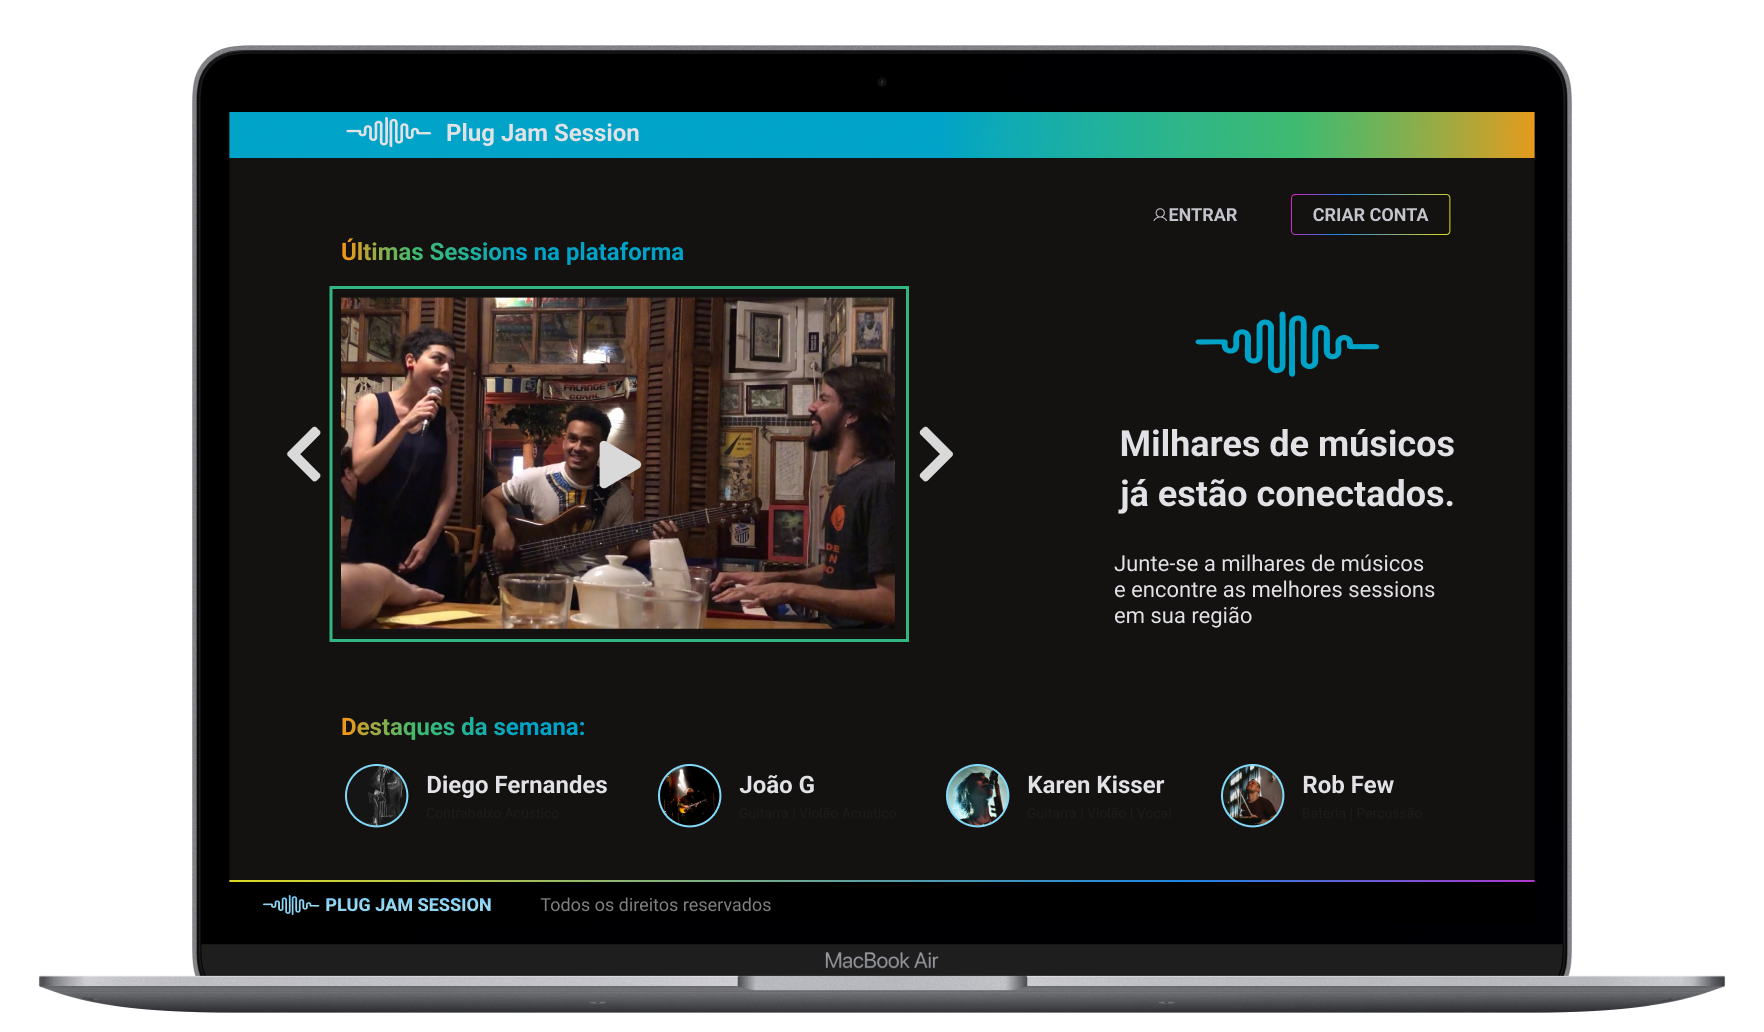 Plug Jam Session
ENTRAR
CRIAR CONTA
Últimas Sessions na plataforma
FALANGE
CORAL
Milhares de músicos
já estão conectados.
Junte-se a milhares de músicos
e encontre as melhores sessions
em sua região
Destaques da semana:
Diego Fernandes
Contrabaixo Acústico
João G
Guitarra | Violão Acústico
Karen Kisser
Guitarra | Violão | Vocal
Rob Few
Bateria | Percussão
PLUG JAM SESSION
Todos os direitos reservados
MacBook Air